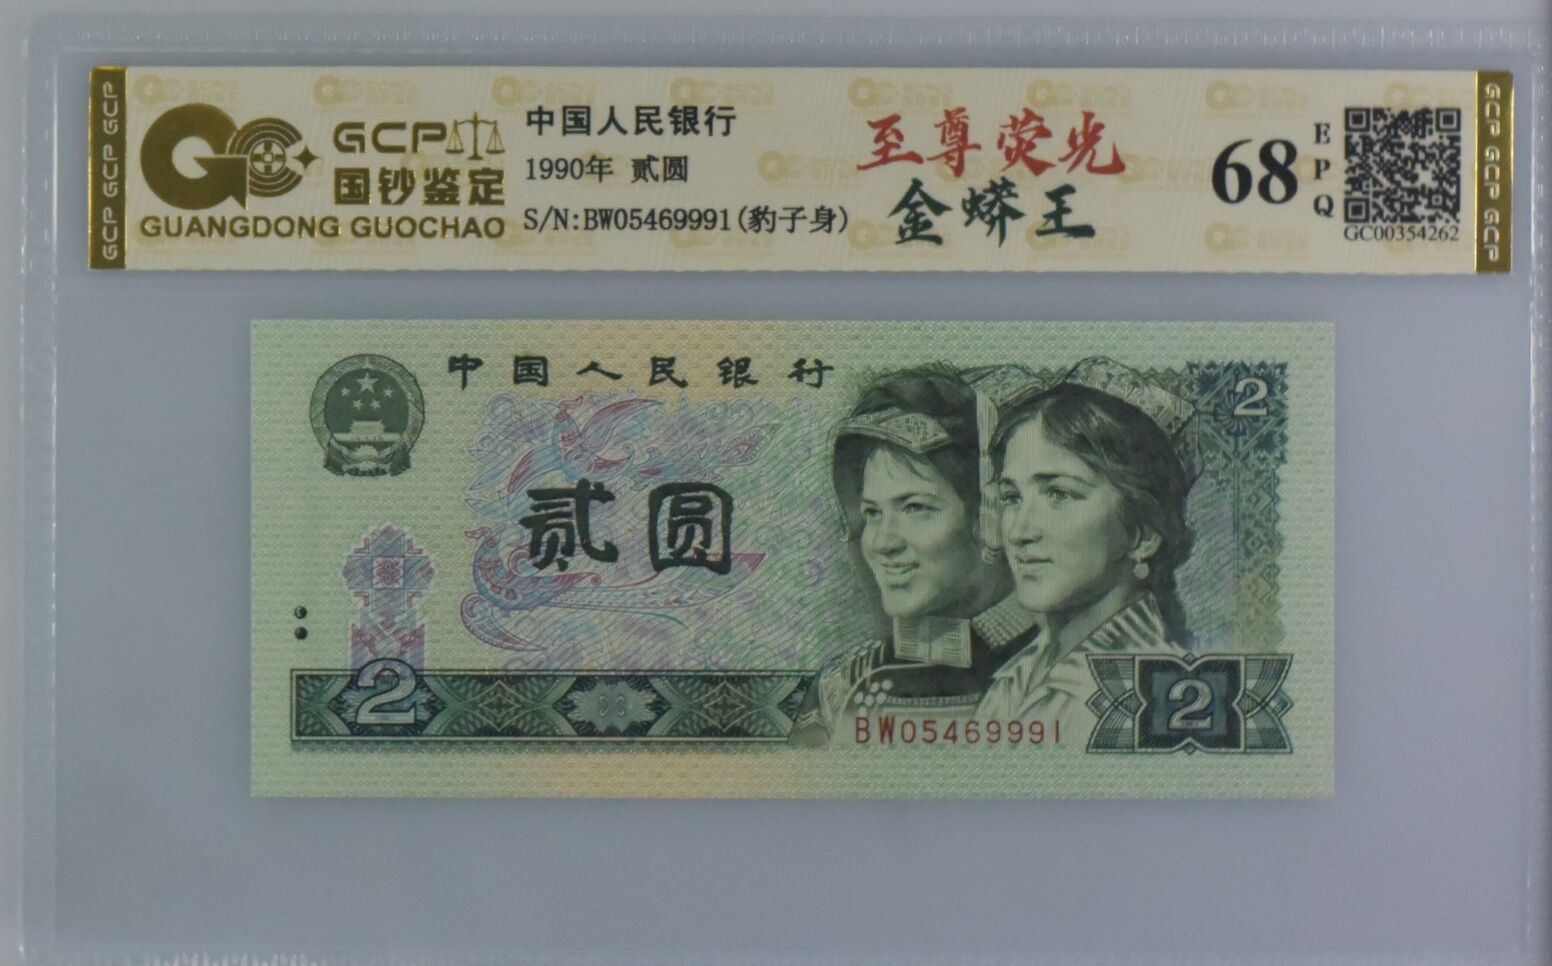 GCP GCP GCP
GCP
国钞鉴定
GUANGDONG GUOCHAO
中国人民银行
1990年 贰圆
S/N:BW05469991(豹子身)
至尊荧光
金蟒王
68
EPQ
GC00354262
GCP GCP GCP
中国人民银行
2
贰圆
2
BW05469991
2